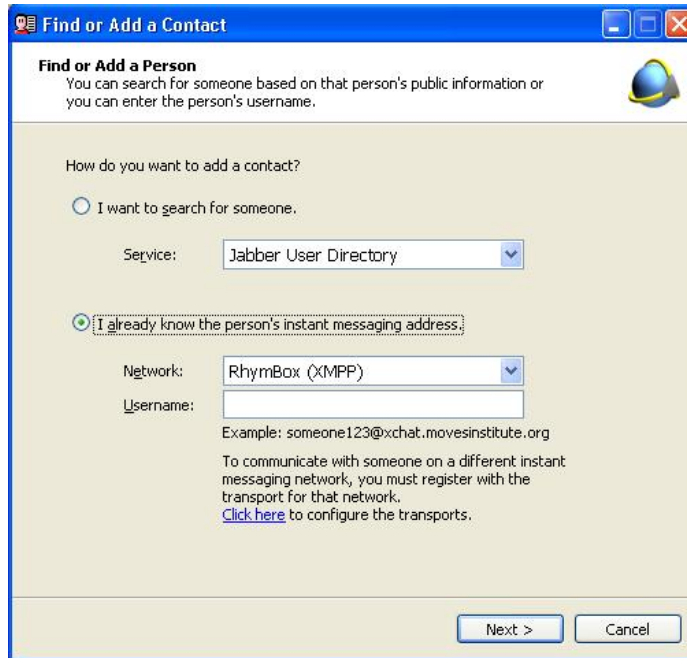 Find or Add a Contact
Find or Add a Person
You can search for someone based on that person's public information or
you can enter the person's username.
How do you want to add a contact?
I want to search for someone.
Service: Jabber User Directory
I already know the person's instant messaging address.
Network: RhymBox (XMPP)
Username:
Example: someone123@xchat.movesinstitute.org
To communicate with someone on a different instant
messaging network, you must register with the
transport for that network.
Click here to configure the transports.
Next > Cancel